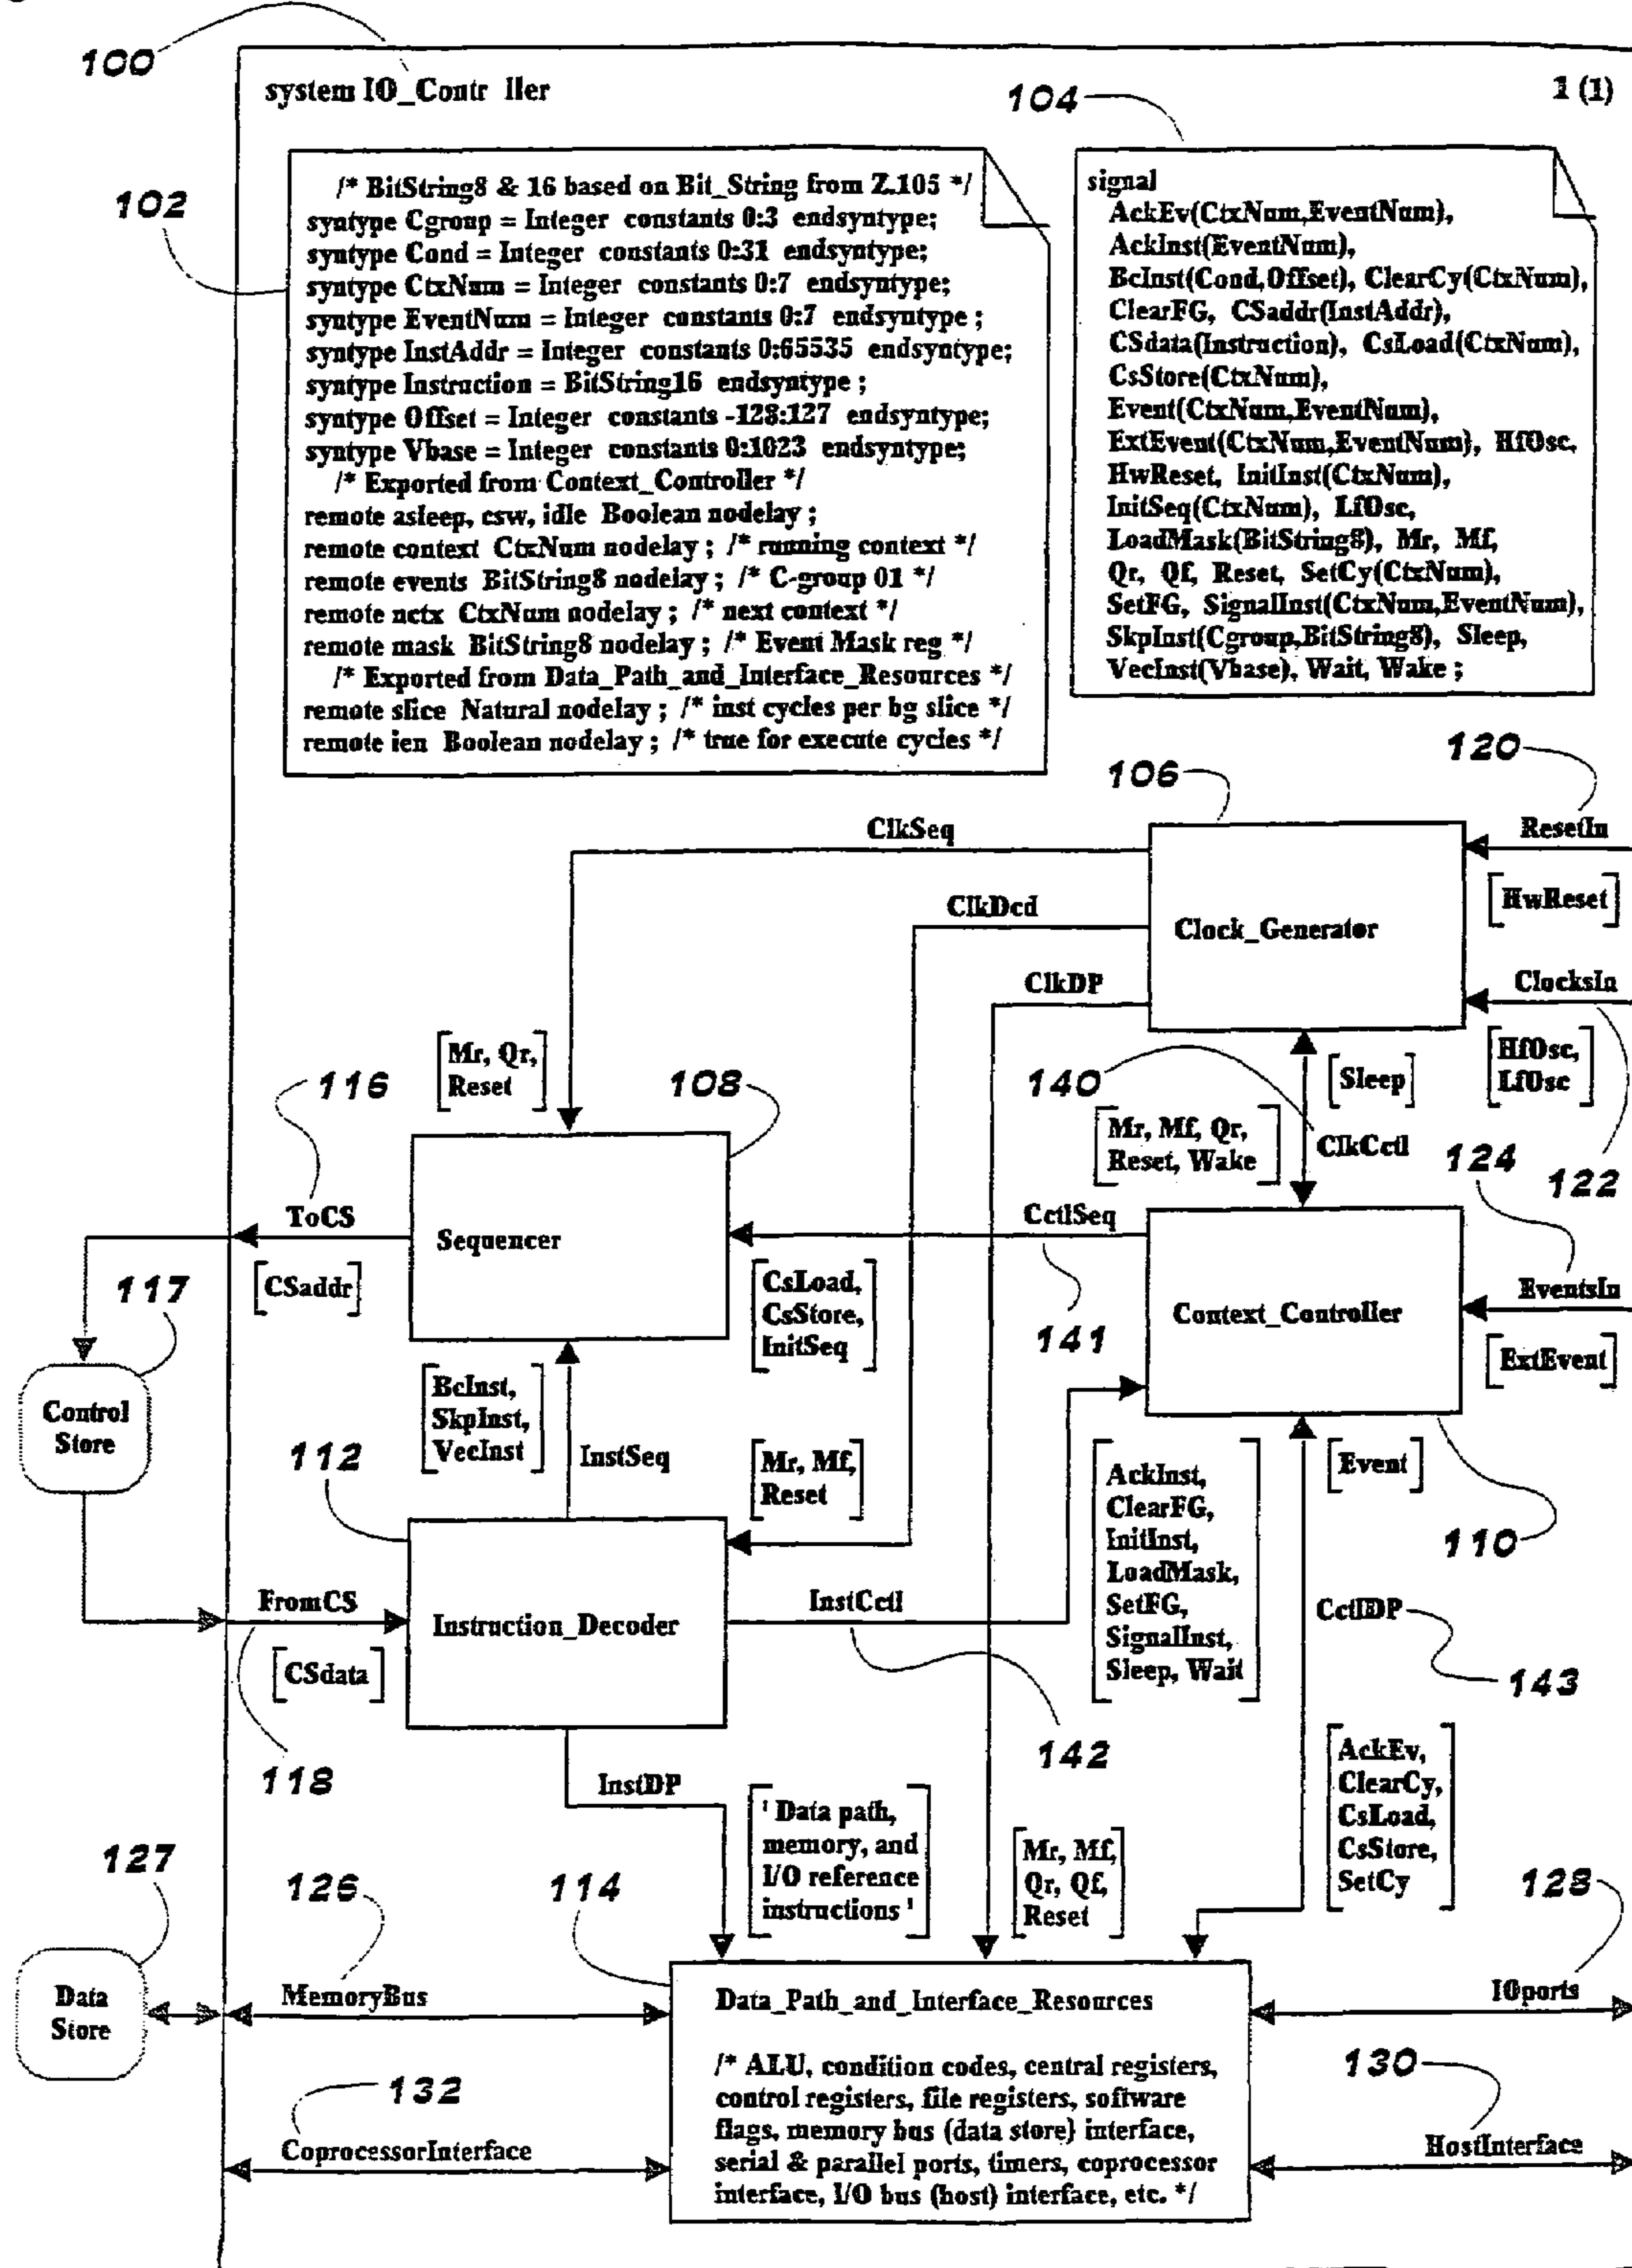 100
system IO_Contr ller
1 (1)
104
102
/* BitString8 & 16 based on Bit_String from Z.105 */
syntype Cgroup = Integer constants 0:3 endsyntype;
syntype Cond = Integer constants 0:31 endsyntype;
syntype CtxNum = Integer constants 0:7 endsyntype;
syntype EventNum = Integer constants 0:7 endsyntype ;
syntype InstAddr = Integer constants 0:65535 endsyntype;
syntype Instruction = BitString16 endsyntype ;
syntype Offset = Integer constants -128:127 endsyntype;
syntype Vbase = Integer constants 0:1023 endsyntype;
/* Exported from Context_Controller */
remote asleep, csw, idle Boolean nodelay ;
remote context CtxNum nodelay ; /* running context */
remote events BitString8 nodelay ; /* C-group 01 */
remote nctx CtxNum nodelay ; /* next context */
remote mask BitString8 nodelay ; /* Event Mask reg */
/* Exported from Data_Path_and_Interface_Resources */
remote slice Natural nodelay ; /* inst cycles per bg slice */
remote ien Boolean nodelay ; /* true for execute cycles */
signal
AckEv(CtxNum,EventNum),
AckInst(EventNum),
BcInst(Cond,Offset), ClearCy(CtxNum),
ClearFG, CSaddr(InstAddr),
CSdata(Instruction), CsLoad(CtxNum),
CsStore(CtxNum),
Event(CtxNum,EventNum),
ExtEvent(CtxNum,EventNum), HfOsc,
HwReset, InitInst(CtxNum),
InitSeq(CtxNum), LfOsc,
LoadMask(BitString8), Mr, Mf,
Qr, Qf, Reset, SetCy(CtxNum),
SetFG, SignalInst(CtxNum,EventNum),
SkpInst(Cgroup,BitString8), Sleep,
VecInst(Vbase), Wait, Wake ;
106
120
ClkSeq
ResetIn
[HwReset]
ClkDcd
Clock_Generator
ClkDP
ClocksIn
[HfOsc,
LfOsc]
122
[Mr, Qr,
Reset]
116
108
140
[Sleep]
[Mr, Mf, Qr,
Reset, Wake]
ClkCctl
124
ToCS
[CSaddr]
Sequencer
CctlSeq
[CsLoad,
CsStore,
InitSeq]
141
Context_Controller
EventsIn
[ExtEvent]
117
Control
Store
[BcInst,
SkpInst,
VecInst]
InstSeq
112
[Mr, Mf,
Reset]
[AckInst,
ClearFG,
InitInst,
LoadMask,
SetFG,
SignalInst,
Sleep, Wait]
[Event]
110
FromCS
[CSdata]
118
Instruction_Decoder
InstCctl
142
CctlDP
143
InstDP
[' Data path,
memory, and
I/O reference
instructions ']
[Mr, Mf,
Qr, Qf,
Reset]
[AckEv,
ClearCy,
CsLoad,
CsStore,
SetCy]
127
126
114
128
Data
Store
MemoryBus
Data_Path_and_Interface_Resources
IOports
/* ALU, condition codes, central registers,
control registers, file registers, software
flags, memory bus (data store) interface,
serial & parallel ports, timers, coprocessor
interface, I/O bus (host) interface, etc. */
132
CoprocessorInterface
130
HostInterface